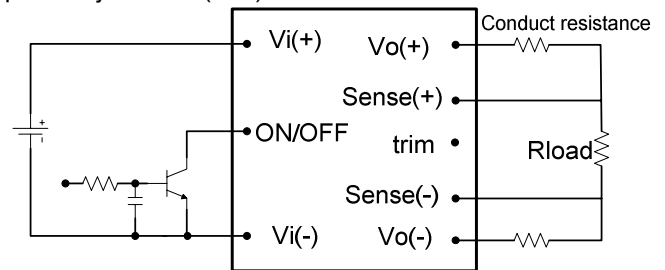 Conduct resistance
Vi(+)
Vo(+)
Sense(+)
+
-
ON/OFF
trim
Rload
Sense(-)
Vi(-)
Vo(-)